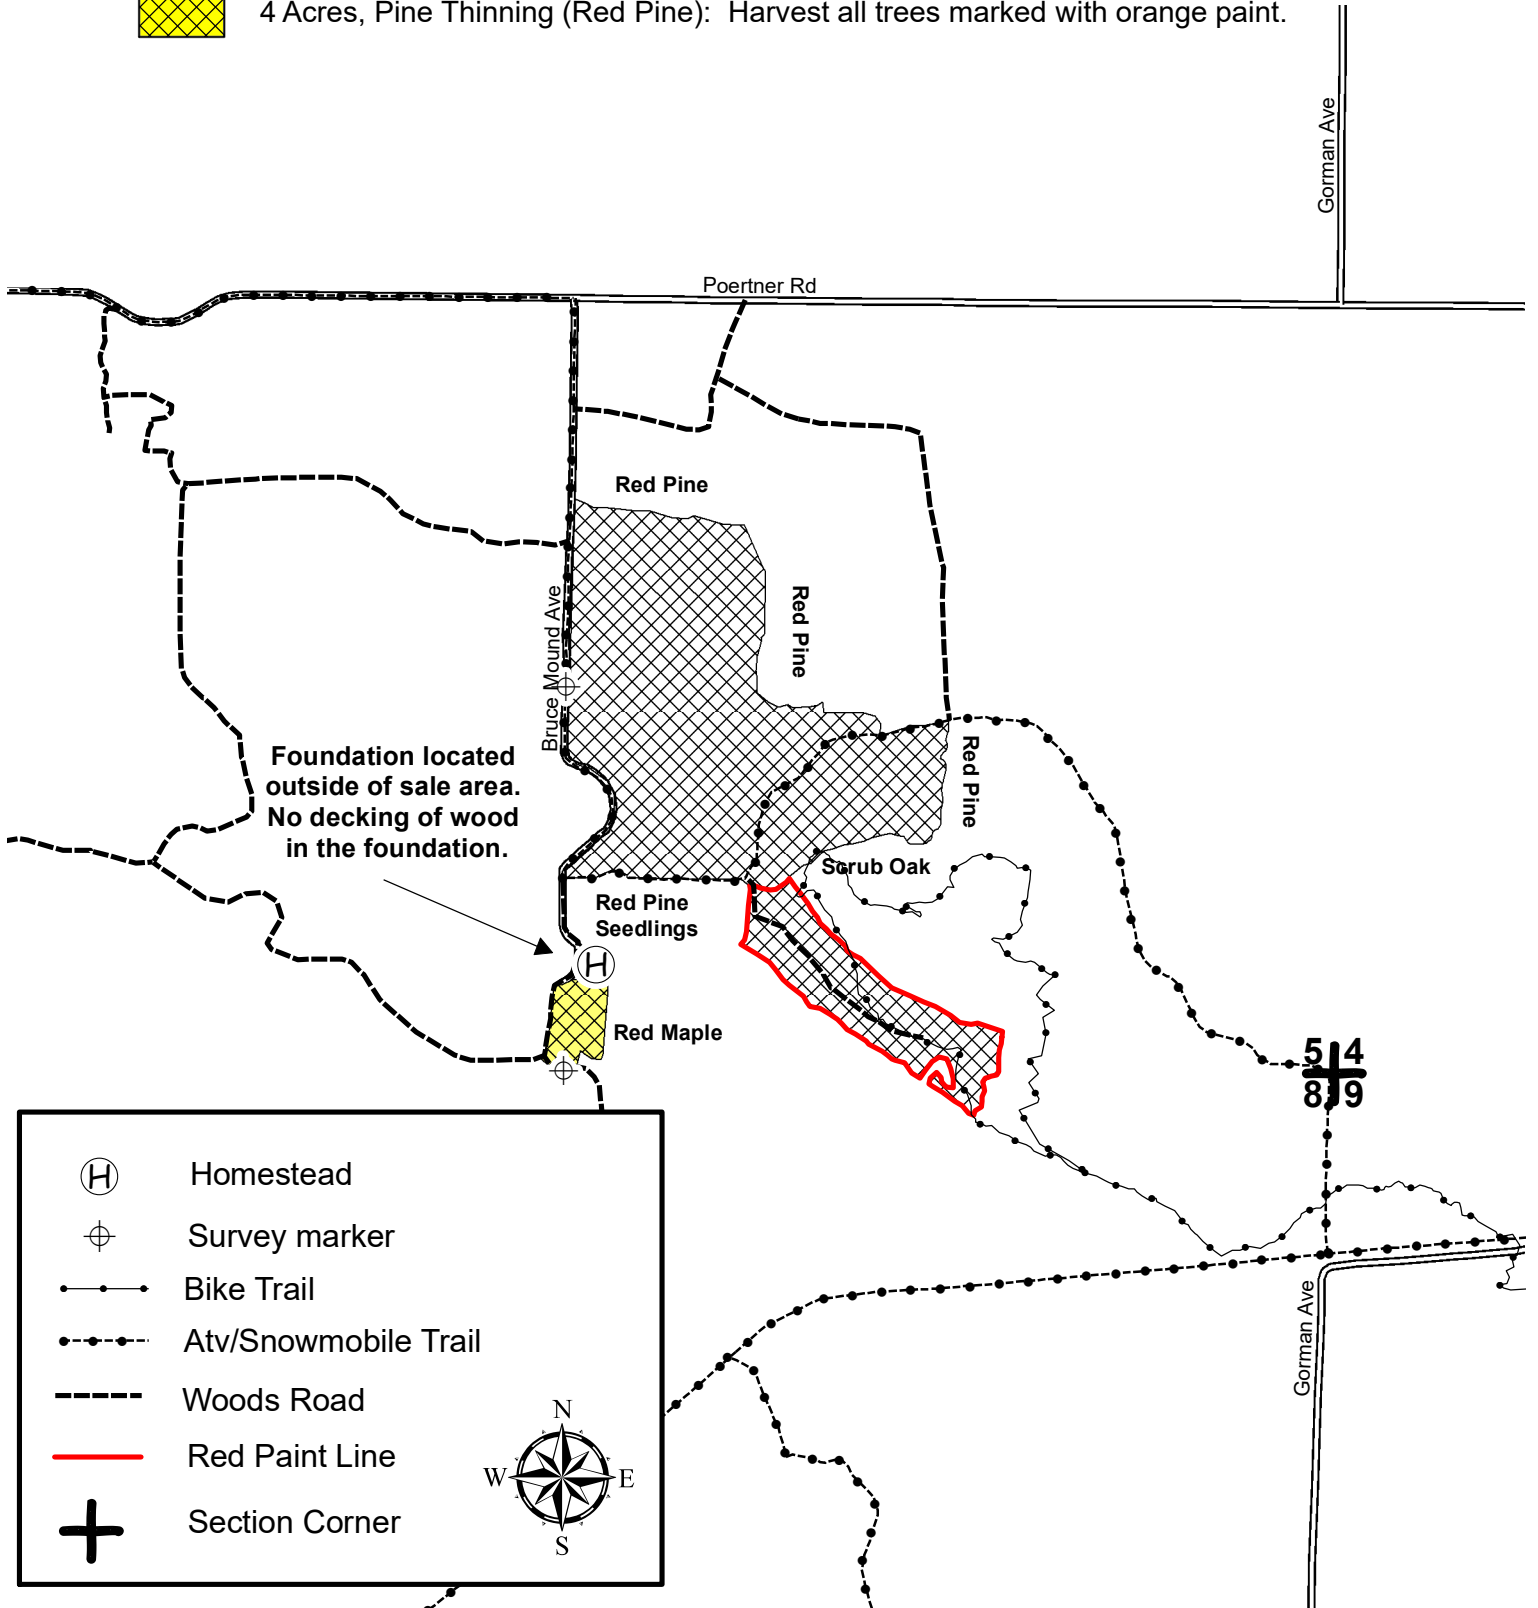 4 Acres, Pine Thinning (Red Pine):  Harvest all trees marked with orange paint.
Gorman Ave
Poertner Rd
Red Pine
Red Pine
Bruce Mound Ave
Red Pine
Foundation located
outside of sale area.
No decking of wood
in the foundation.
Scrub Oak
Red Pine
Seedlings
H
Red Maple
5 4
8 9
H Homestead
Survey marker
Bike Trail
Atv/Snowmobile Trail
Woods Road
Red Paint Line
Section Corner
N
W E
S
Gorman Ave